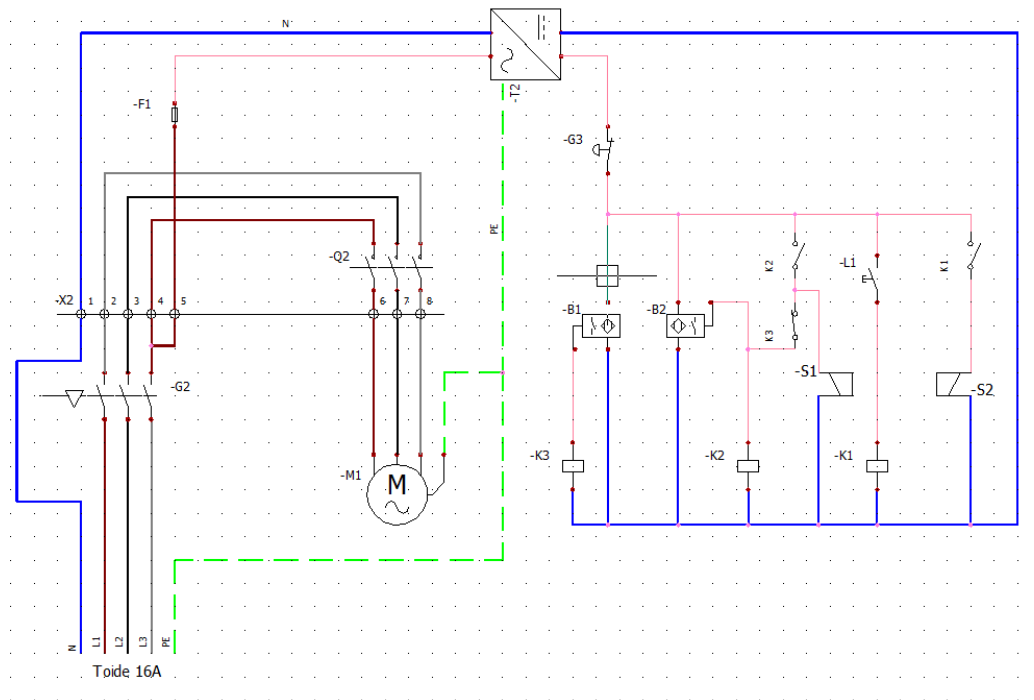 N
-T2
-F1
-G3
PE
-Q2
K2
-L1
K1
-X2 1 2 3 4 5 6 7 8
-B1
-B2
K3
-G2
-S1
-S2
-M1
M
-K3
-K2
-K1
N L1 L2 L3 PE
Toide 16A